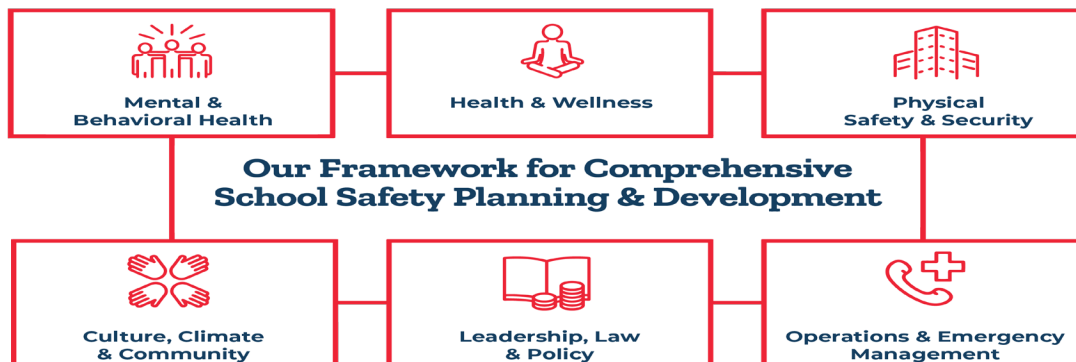 Mental &
Behavioral Health
Health & Wellness
Physical
Safety & Security
Our Framework for Comprehensive
School Safety Planning & Development
Culture, Climate
& Community
Leadership, Law
& Policy
Operations & Emergency
Management